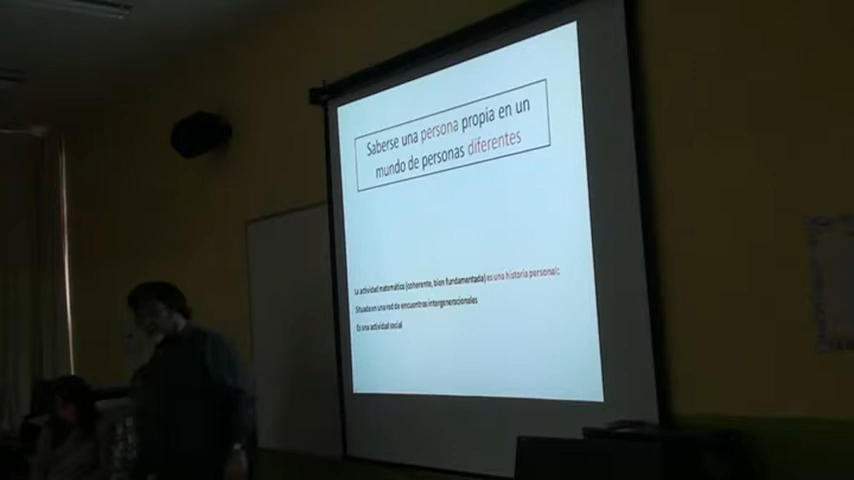 Saberse una persona propia en un
mundo de personas diferentes
La actividad matemática (coherente, bien fundamentada) es una historia personal:
Situada en una red de encuentros intergeneracionales
Es una actividad social